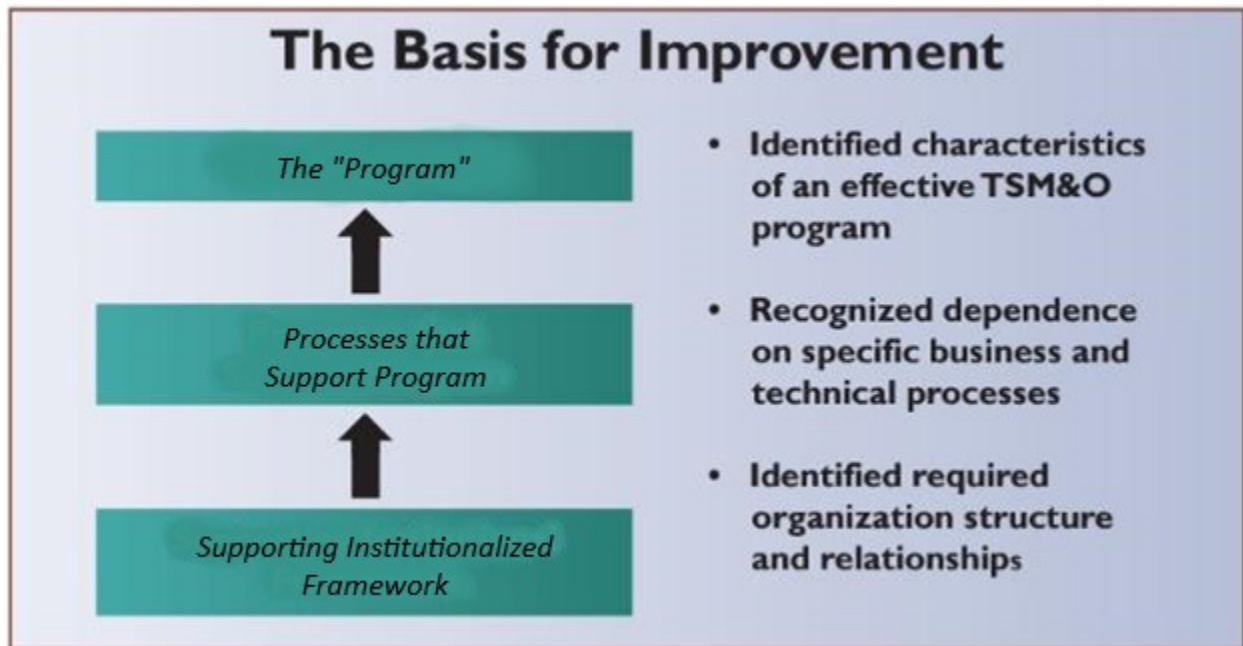 The Basis for Improvement
The "Program"
Processes that
Support Program
Supporting Institutionalized
Framework
• Identified characteristics
of an effective TSM&O
program
• Recognized dependence
on specific business and
technical processes
• Identified required
organization structure
and relationships